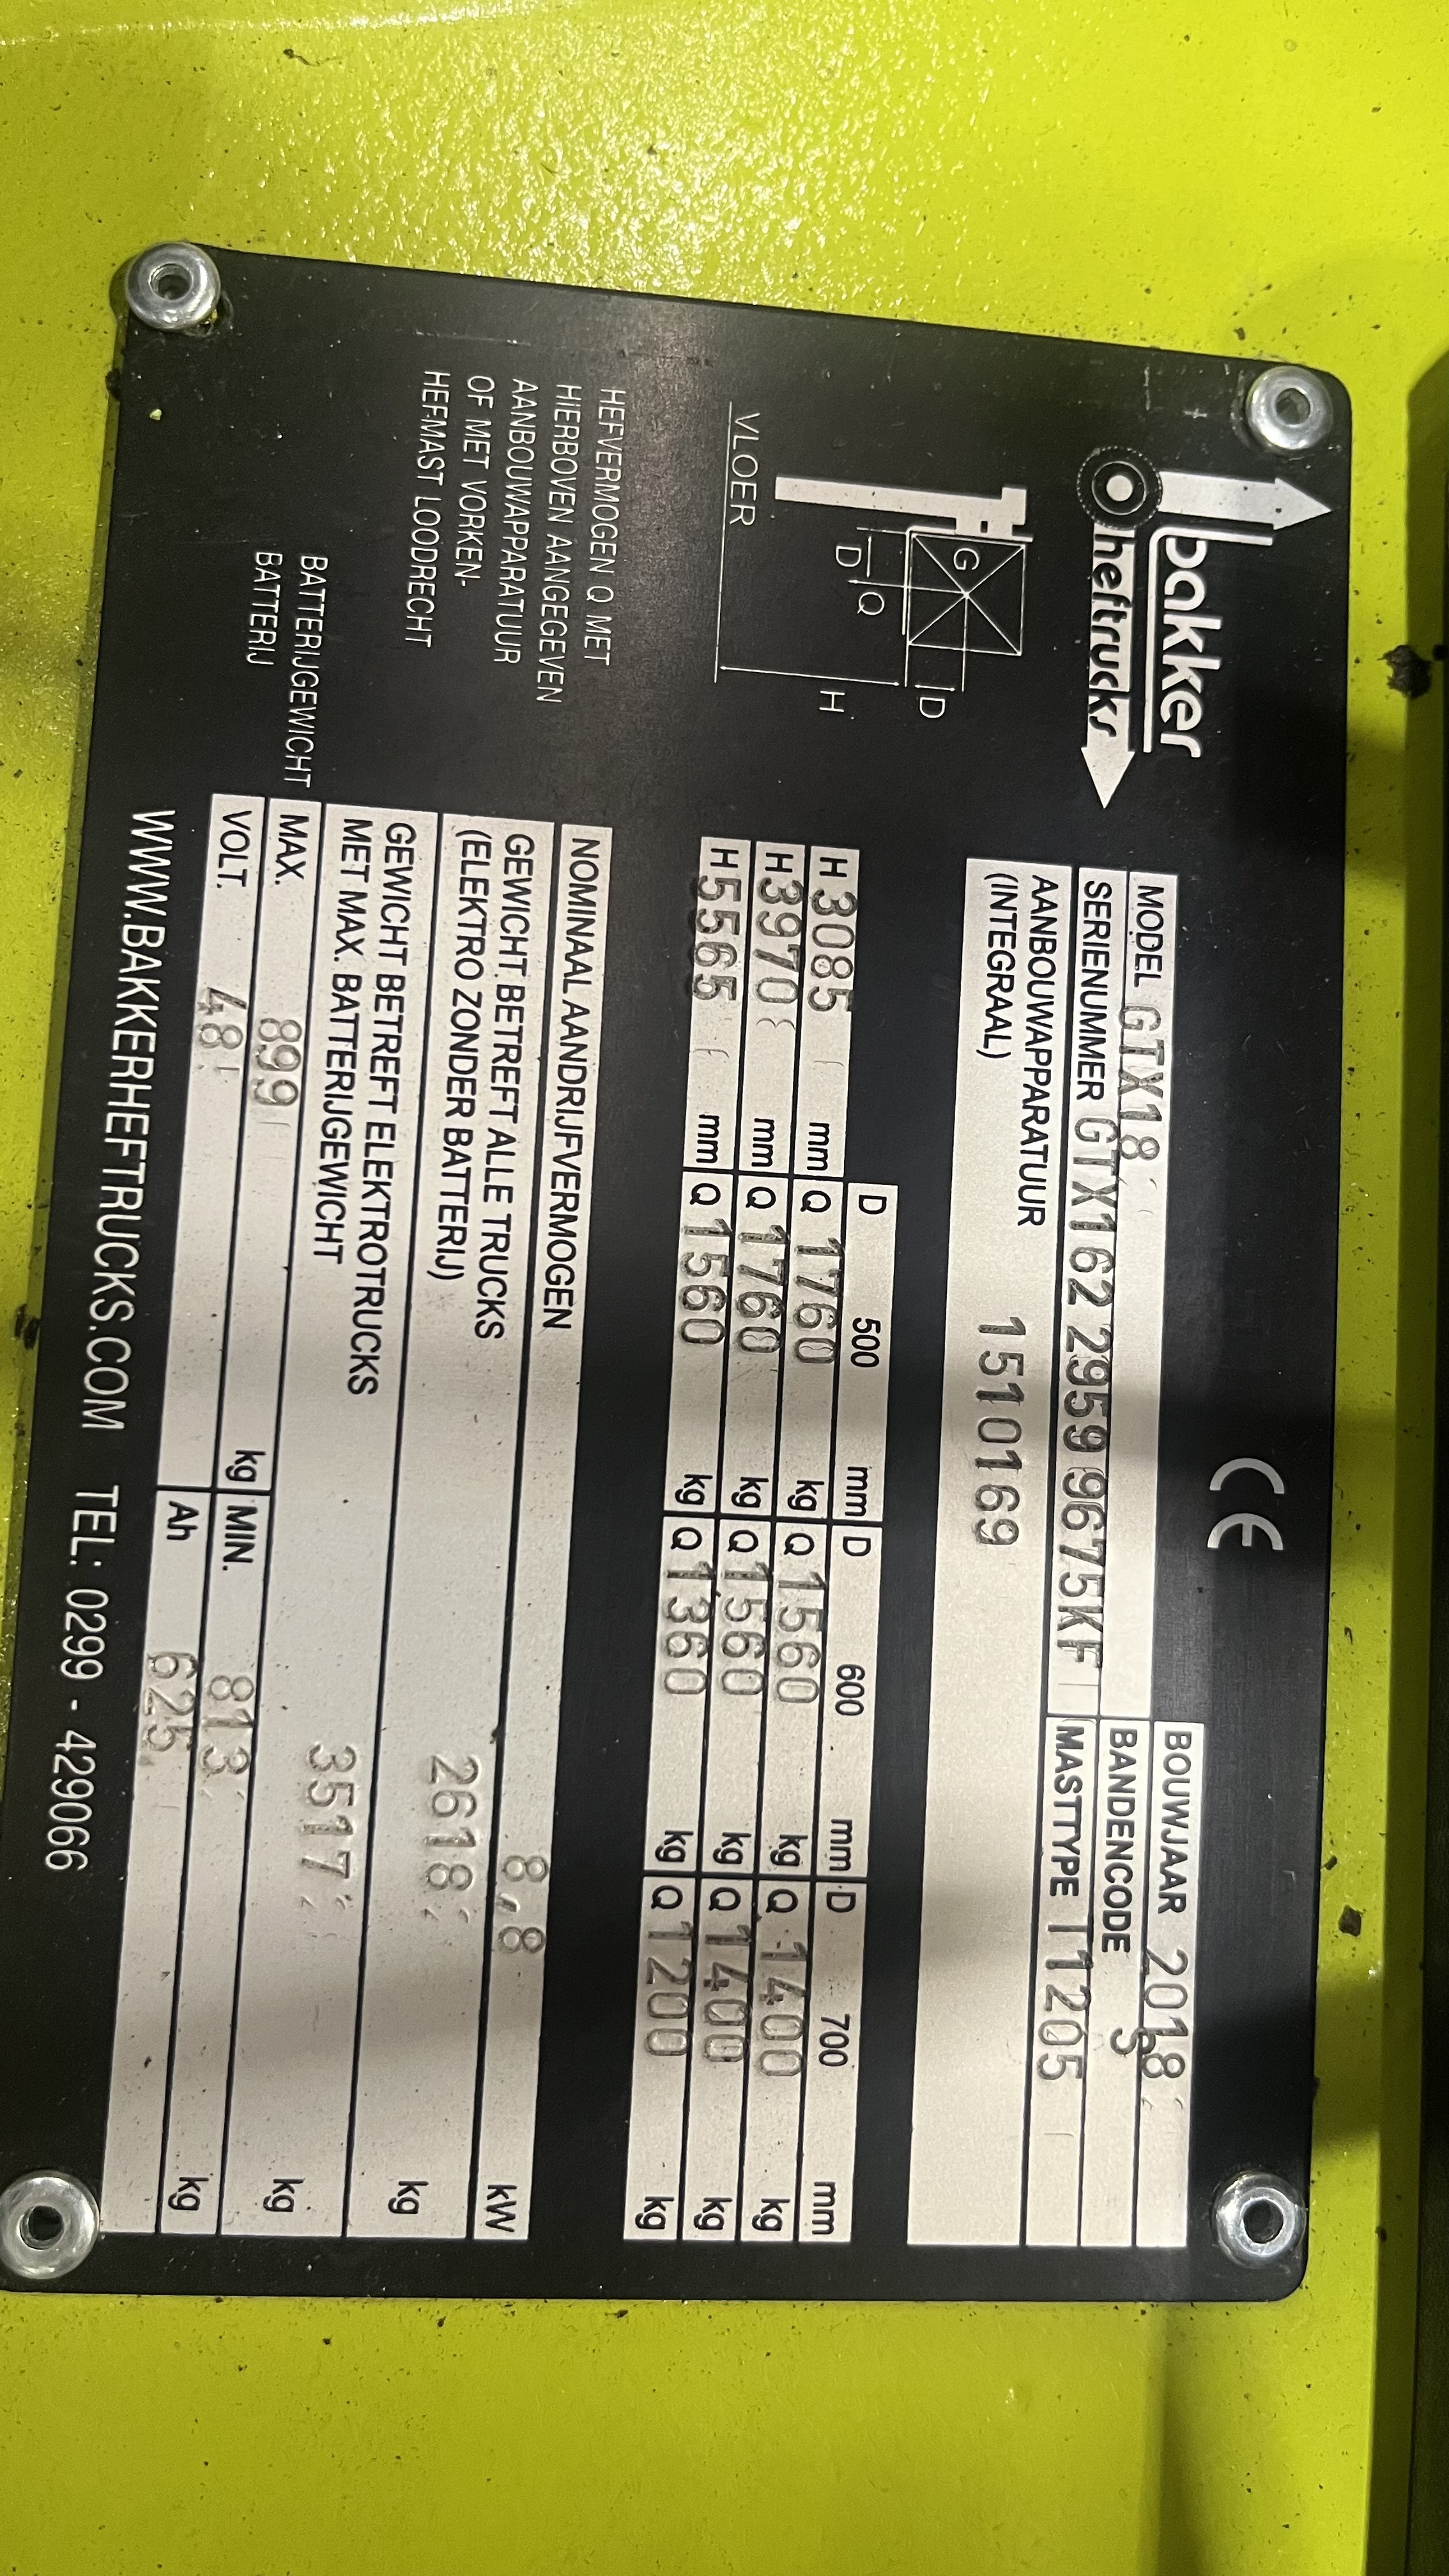 bakker
heftrucks
CE
MODEL GTX18
BOUWJAAR 2018
BANDENCODE 5
SERIENUMMER GTX162 2959 9675KF
MASTTYPE T1205
AANBOUWAPPARATUUR
(INTEGRAAL)
1510169
G
D
D
Q
H
VLOER
D 500 mm D 600 mm D 700 mm
H 3085 mm Q 1760 kg Q 1560 kg Q 1400 kg
H 3970 mm Q 1760 kg Q 1560 kg Q 1400 kg
H 5565 mm Q 1560 kg Q 1360 kg Q 1200 kg
HEFVERMOGEN Q MET
HIERBOVEN AANGEGEVEN
AANBOUWAPPARATUUR
OF MET VORKEN-
HEFMAST LOODRECHT
NOMINAAL AANDRIJFVERMOGEN 8,8 kW
GEWICHT BETREFT ALLE TRUCKS
(ELEKTRO ZONDER BATTERIJ) 2618 kg
GEWICHT BETREFT ELEKTROTRUCKS
MET MAX. BATTERIJGEWICHT 3517 kg
BATTERIJGEWICHT MAX. 899 kg MIN. 813 kg
BATTERIJ VOLT. 48 Ah 625
WWW.BAKKERHEFTRUCKS.COM TEL: 0299 - 429066